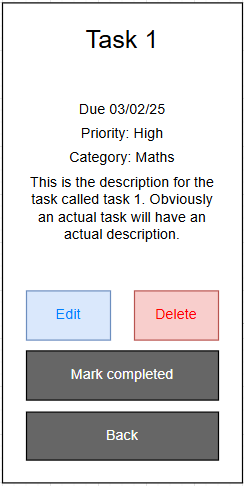 Task 1
Due 03/02/25
Priority: High
Category: Maths
This is the description for the
task called task 1. Obviously
an actual task will have an
actual description.
Edit
Delete
Mark completed
Back